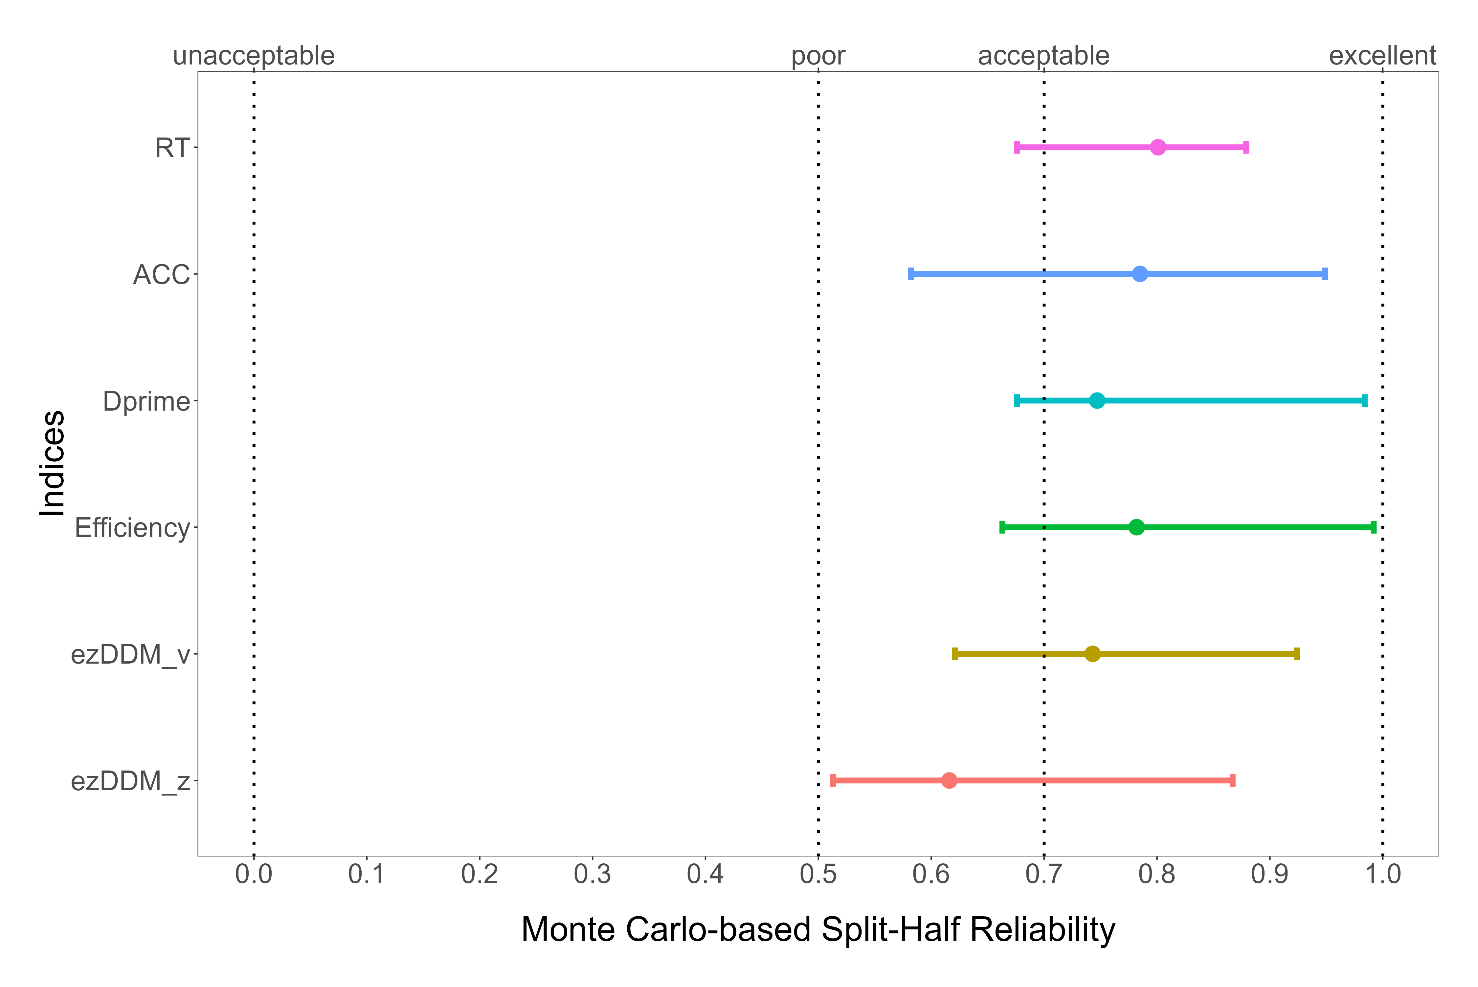 unacceptable poor acceptable excellent
RT
ACC
Dprime
Efficiency
ezDDM_v
ezDDM_z
Indices
0.0 0.1 0.2 0.3 0.4 0.5 0.6 0.7 0.8 0.9 1.0
Monte Carlo-based Split-Half Reliability